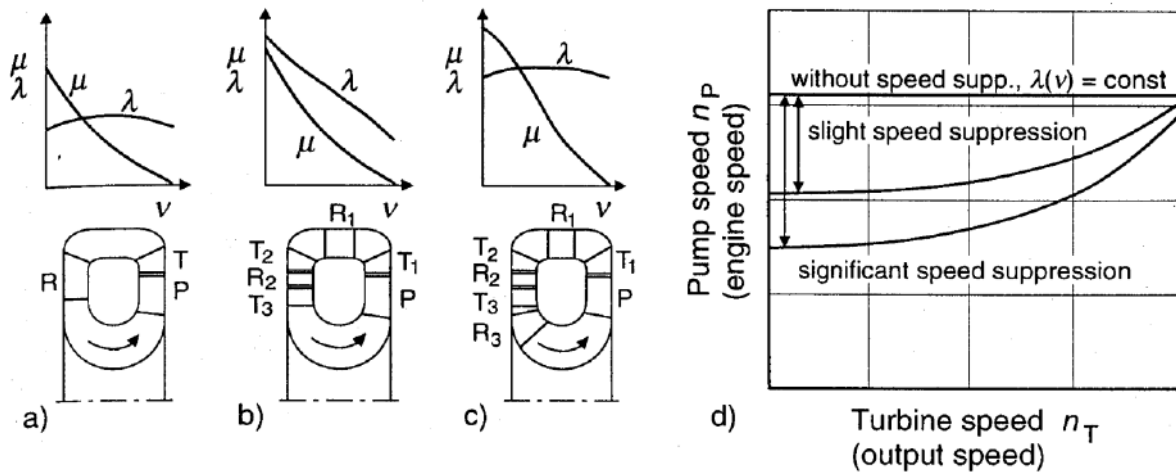 μ
λ
μ
λ
ν
R
T
P
a)
μ
λ
λ
μ
ν
R1
T2
R2
T3
T1
P
b)
μ
λ
λ
μ
ν
R1
T2
R2
T3
R3
T1
P
c)
Pump speed nP
(engine speed)
without speed supp., λ(ν) = const
slight speed suppression
significant speed suppression
d)
Turbine speed nT
(output speed)